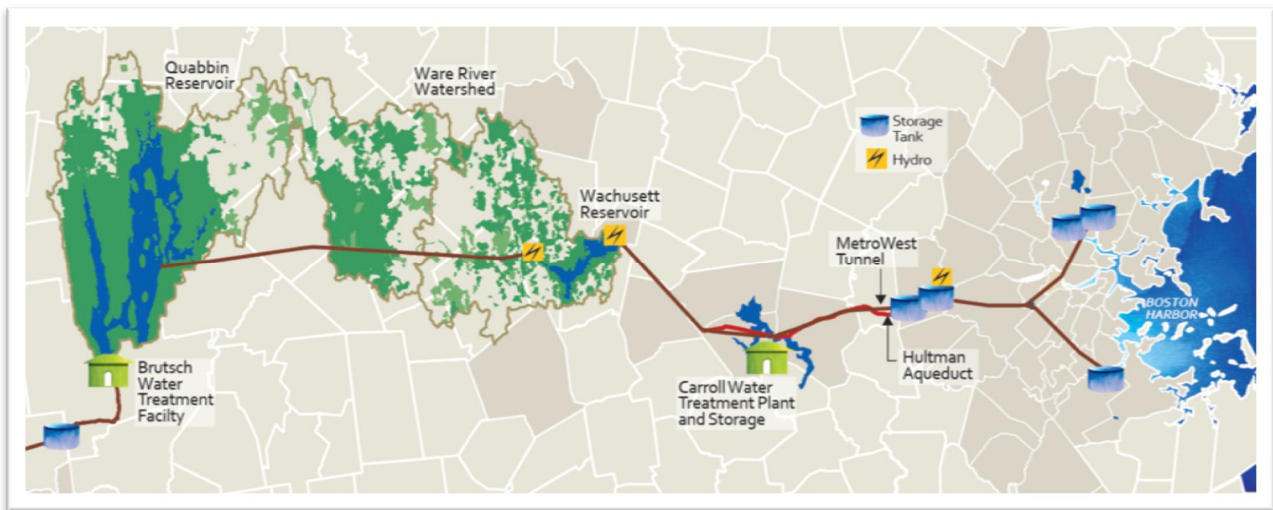 Quabbin
Reservoir
Ware River
Watershed
Storage
Tank
Hydro
Wachusett
Reservoir
MetroWest
Tunnel
BOSTON
HARBOR
Hultman
Aqueduct
Brutsch
Water
Treatment
Facilty
Carroll Water
Treatment Plant
and Storage